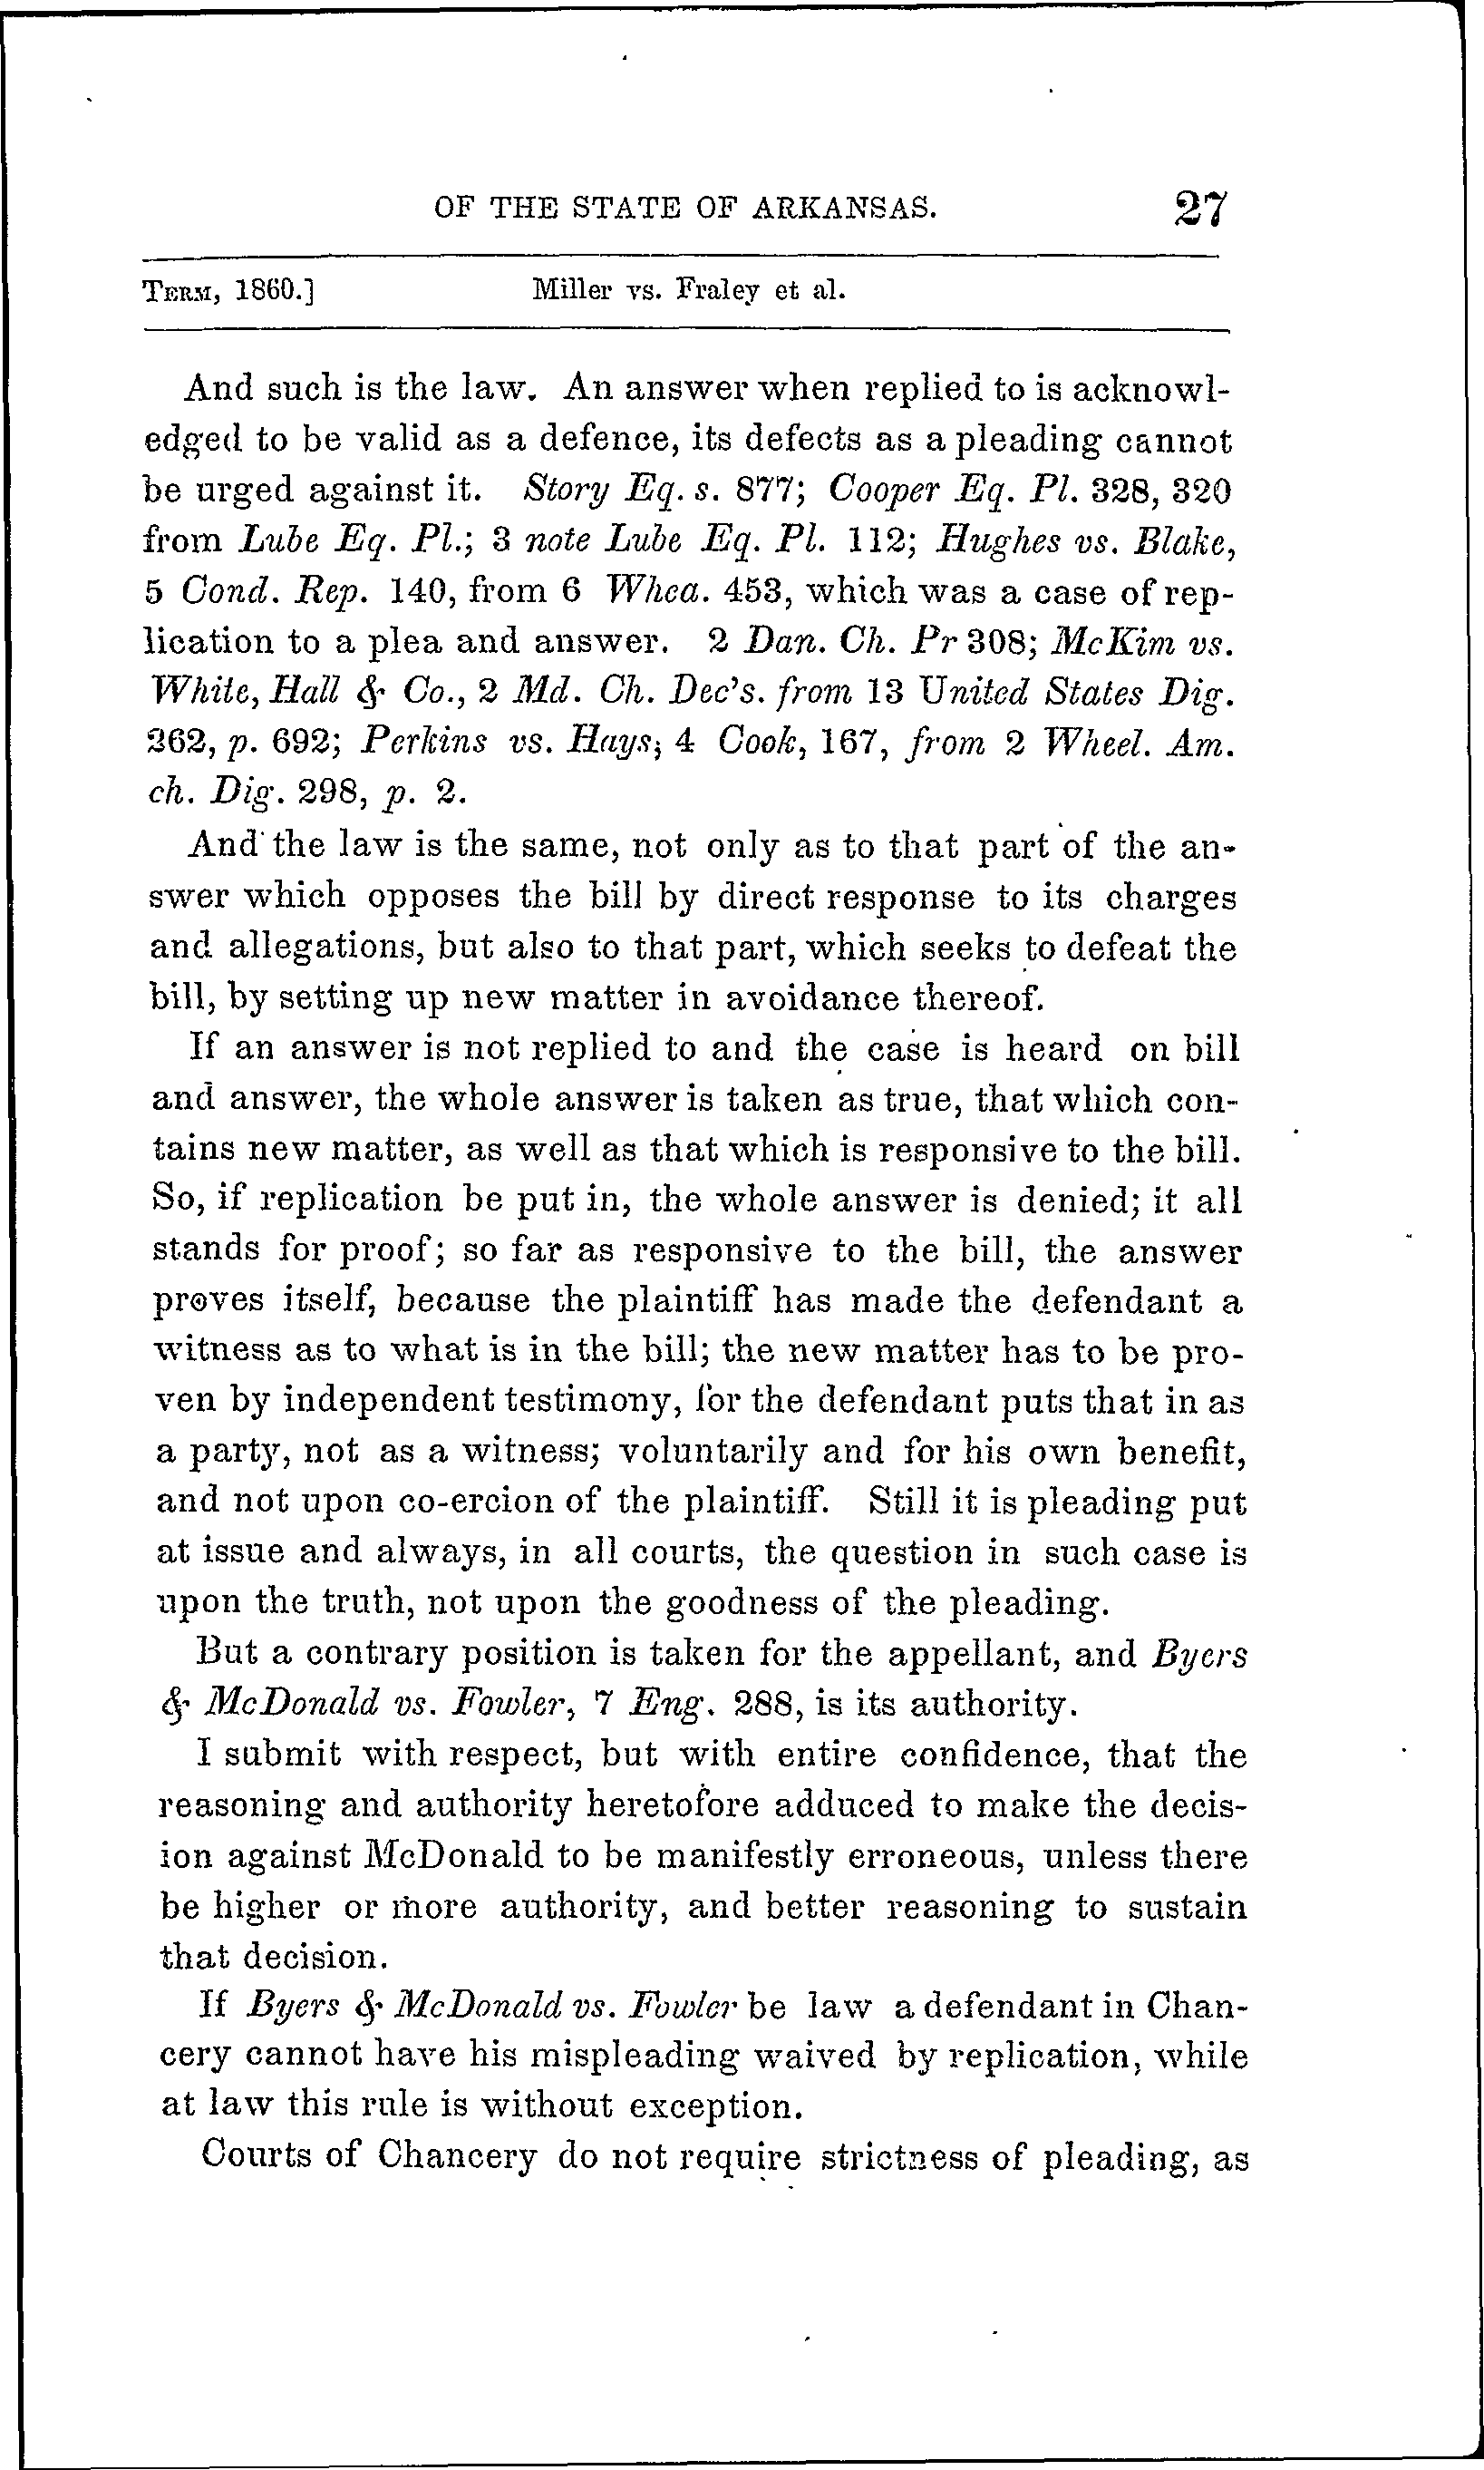 OF THE STATE OF ARKANSAS. 27
TERM, 1860.] Miller vs. Fraley et al.
And such is the law. An answer when replied to is acknowl-
edged to be valid as a defence, its defects as a pleading cannot
be urged against it. Story Eq. s. 877; Cooper Eq. Pl. 328, 320
from Lube Eq. Pl.; 3 note Lube Eq. Pl. 112; Hughes vs. Blake,
5 Cond. Rep. 140, from 6 Whea. 453, which was a case of rep-
lication to a plea and answer. 2 Dan. Ch. Pr 308; McKim vs.
White, Hall & Co., 2 Md. Ch. Dec's. from 13 United States Dig.
262, p. 692; Perkins vs. Hays; 4 Cook, 167, from 2 Wheel. Am.
ch. Dig. 298, p. 2.
And the law is the same, not only as to that part of the an-
swer which opposes the bill by direct response to its charges
and allegations, but also to that part, which seeks to defeat the
bill, by setting up new matter in avoidance thereof.
If an answer is not replied to and the case is heard on bill
and answer, the whole answer is taken as true, that which con-
tains new matter, as well as that which is responsive to the bill.
So, if replication be put in, the whole answer is denied; it all
stands for proof; so far as responsive to the bill, the answer
proves itself, because the plaintiff has made the defendant a
witness as to what is in the bill; the new matter has to be pro-
ven by independent testimony, for the defendant puts that in as
a party, not as a witness; voluntarily and for his own benefit,
and not upon co-ercion of the plaintiff. Still it is pleading put
at issue and always, in all courts, the question in such case is
upon the truth, not upon the goodness of the pleading.
But a contrary position is taken for the appellant, and Byers
& McDonald vs. Fowler, 7 Eng. 288, is its authority.
I submit with respect, but with entire confidence, that the
reasoning and authority heretofore adduced to make the decis-
ion against McDonald to be manifestly erroneous, unless there
be higher or more authority, and better reasoning to sustain
that decision.
If Byers & McDonald vs. Fowler be law a defendant in Chan-
cery cannot have his mispleading waived by replication, while
at law this rule is without exception.
Courts of Chancery do not require strictness of pleading, as